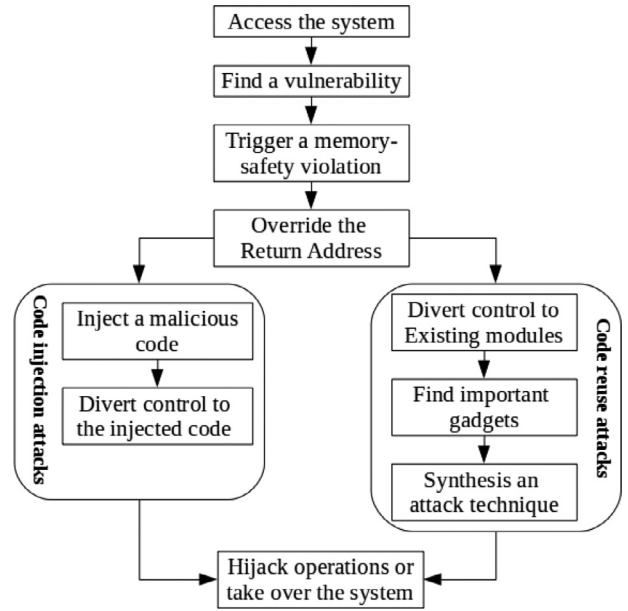 Access the system
Find a vulnerability
Trigger a memory-
safety violation
Override the
Return Address
Code injection attacks
Inject a malicious
code
Divert control to
the injected code
Code reuse attacks
Divert control to
Existing modules
Find important
gadgets
Synthesis an
attack technique
Hijack operations or
take over the system